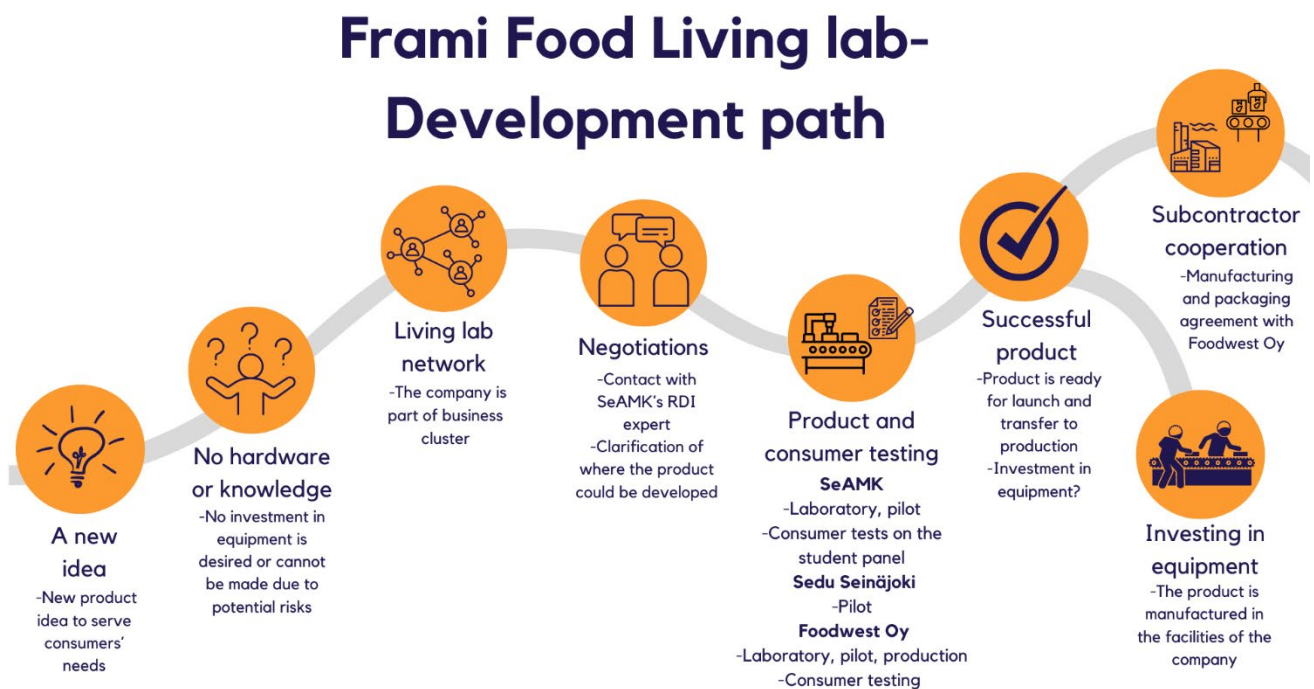 Frami Food Living lab-
Development path
A new
idea
-New product
idea to serve
consumers'
needs
No hardware
or knowledge
-No investment in
equipment is
desired or cannot
be made due to
potential risks
Living lab
network
-The company is
part of business
cluster
Negotiations
-Contact with
SeAMK's RDI
expert
-Clarification of
where the product
could be developed
Product and
consumer testing
SeAMK
-Laboratory, pilot
-Consumer tests on the
student panel
Sedu Seinäjoki
-Pilot
Foodwest Oy
-Laboratory, pilot, production
-Consumer testing
Successful
product
-Product is ready
for launch and
transfer to
production
-Investment in
equipment?
Subcontractor
cooperation
-Manufacturing
and packaging
agreement with
Foodwest Oy
Investing in
equipment
-The product is
manufactured in
the facilities of the
company